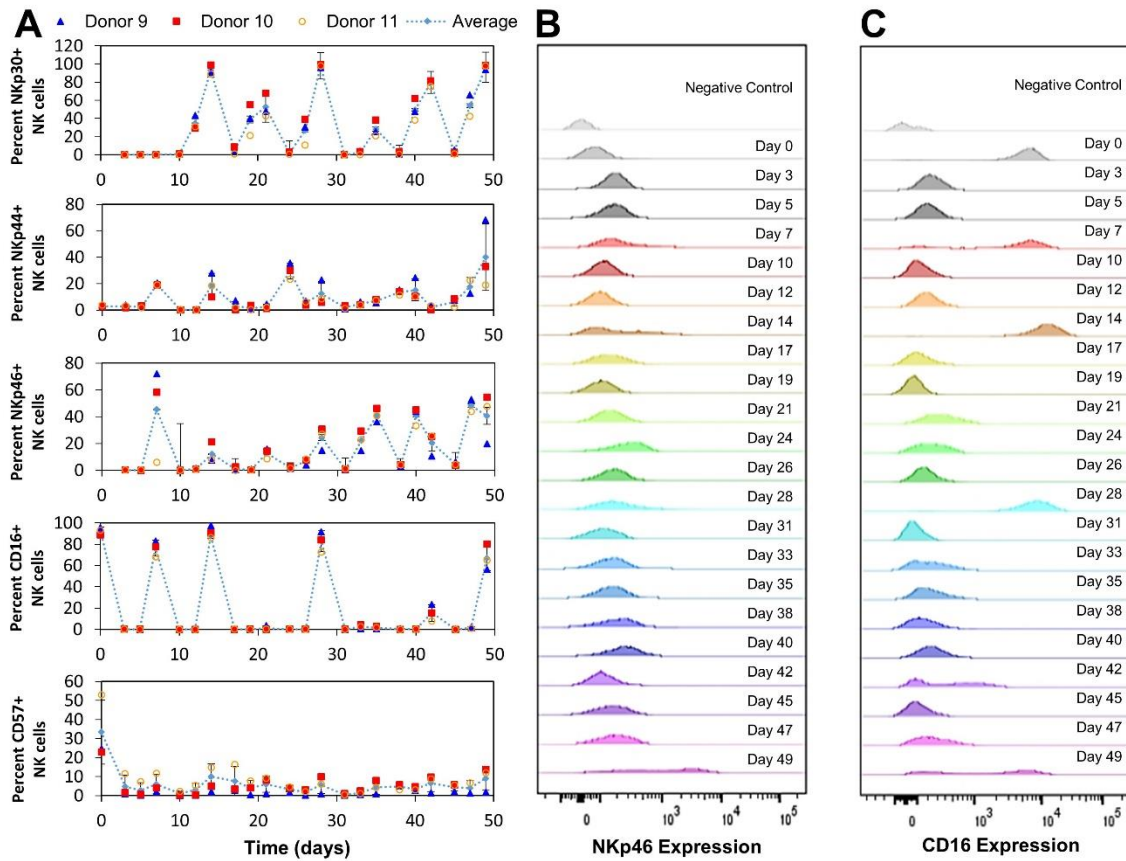 A
Donor 9 Donor 10 Donor 11 Average
Percent NKp30+
NK cells
120
100
80
60
40
20
0
0 10 20 30 40 50
Percent NKp44+
NK cells
80
60
40
20
0
0 10 20 30 40 50
Percent NKp46+
NK cells
80
60
40
20
0
0 10 20 30 40 50
Percent CD16+
NK cells
100
80
60
40
20
0
0 10 20 30 40 50
Percent CD57+
NK cells
60
50
40
30
20
10
0
0 10 20 30 40 50
Time (days)
B
Negative Control
Day 0
Day 3
Day 5
Day 7
Day 10
Day 12
Day 14
Day 17
Day 19
Day 21
Day 24
Day 26
Day 28
Day 31
Day 33
Day 35
Day 38
Day 40
Day 42
Day 45
Day 47
Day 49
0 10³ 10⁴ 10⁵
NKp46 Expression
C
Negative Control
Day 0
Day 3
Day 5
Day 7
Day 10
Day 12
Day 14
Day 17
Day 19
Day 21
Day 24
Day 26
Day 28
Day 31
Day 33
Day 35
Day 38
Day 40
Day 42
Day 45
Day 47
Day 49
0 10³ 10⁴ 10⁵
CD16 Expression